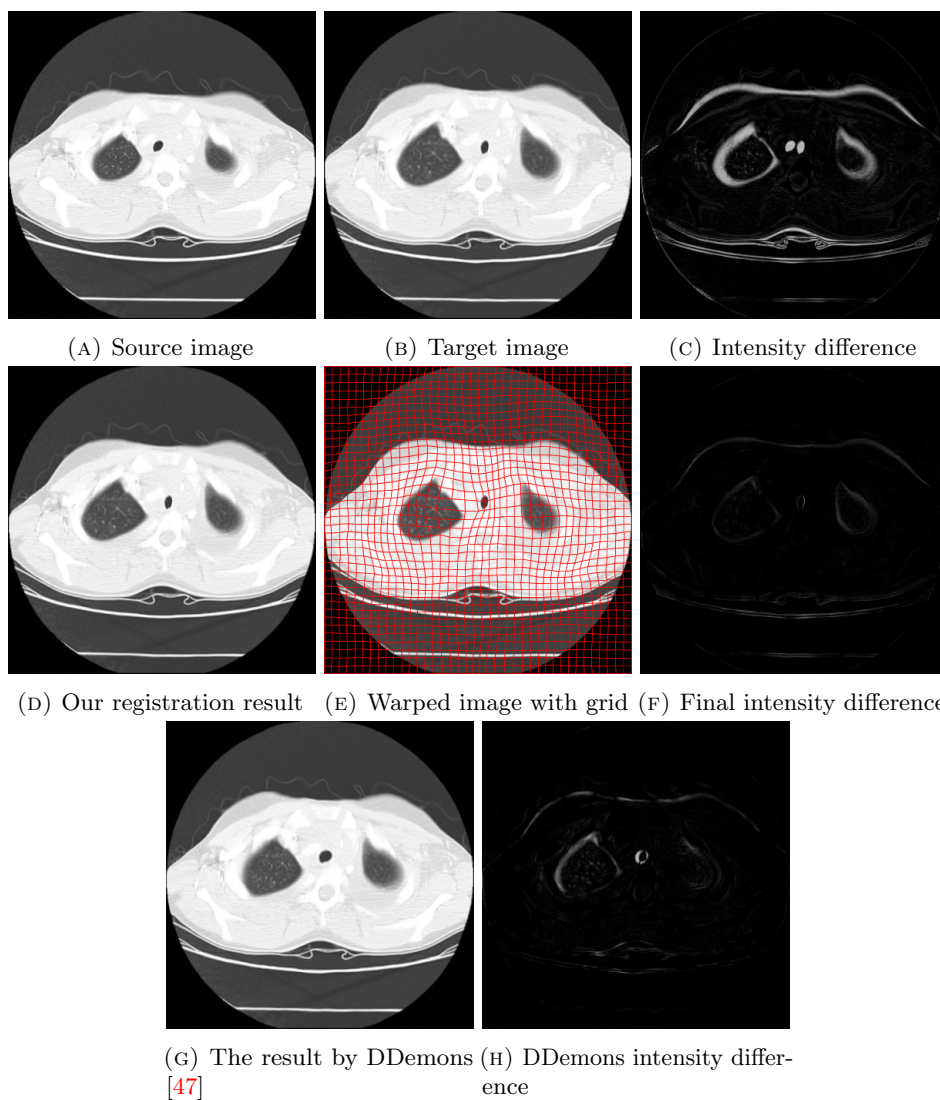 (A) Source image
(B) Target image
(C) Intensity difference
(D) Our registration result
(E) Warped image with grid
(F) Final intensity difference
(G) The result by DDemons
[47]
(H) DDemons intensity differ-
ence